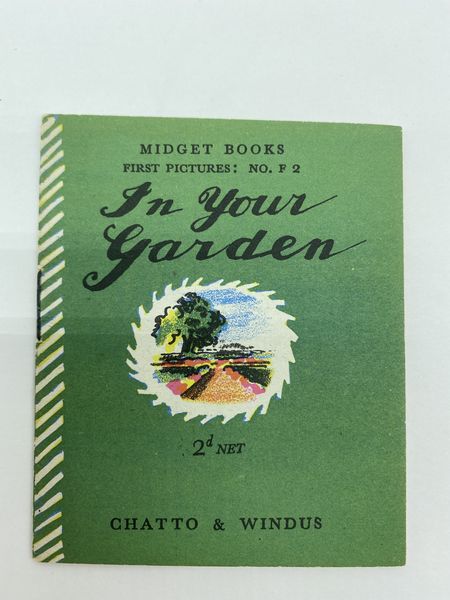 MIDGET BOOKS
FIRST PICTURES: NO. F 2
In Your
Garden
2d NET
CHATTO & WINDUS